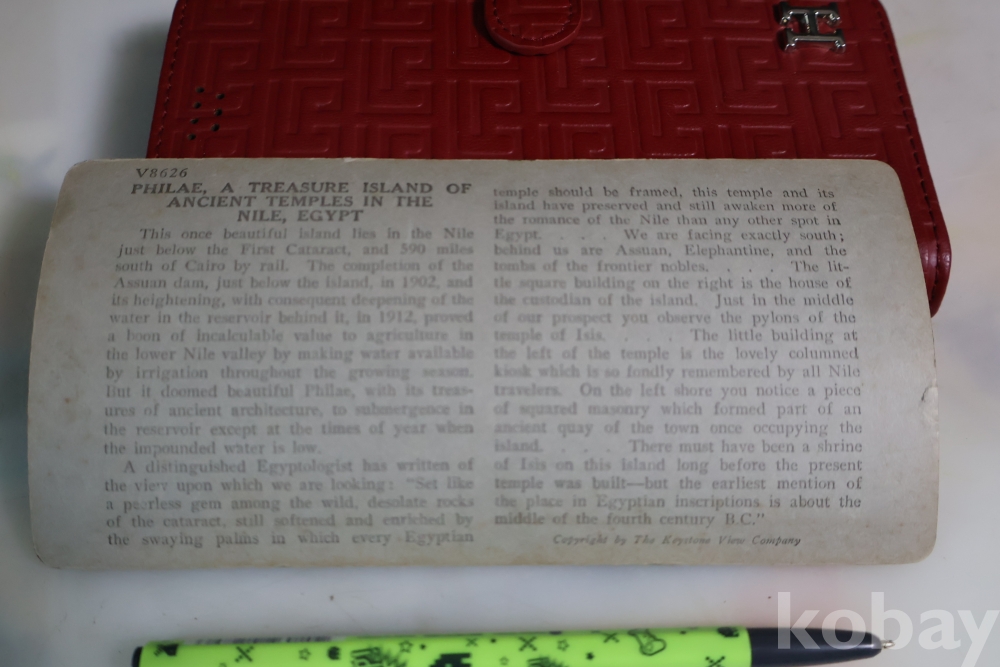 V8626
PHILAE, A TREASURE ISLAND OF
ANCIENT TEMPLES IN THE
NILE, EGYPT
This once beautiful island lies in the Nile
just below the First Cataract, and 590 miles
south of Cairo by rail. The completion of the
Assuan dam, just below the island, in 1902, and
its heightening, with consequent deepening of the
water in the reservoir behind it, in 1912, proved
a boon of incalculable value to agriculture in
the lower Nile valley by making water available
by irrigation throughout the growing season.
But it doomed beautiful Philae, with its treas-
ures of ancient architecture, to submergence in
the reservoir except at the times of year when
the impounded water is low.
A distinguished Egyptologist has written of
the view upon which we are looking: "Set like
a peerless gem among the wild, desolate rocks
of the cataract, still softened and enriched by
the swaying palms in which every Egyptian
temple should be framed, this temple and its
island have preserved and still awaken more of
the romance of the Nile than any other spot in
Egypt. . . . . We are facing exactly south;
behind us are Assuan, Elephantine, and the
tombs of the frontier nobles. . . . . The lit-
tle square building on the right is the house of
the custodian of the island. Just in the middle
of our prospect you observe the pylons of the
temple of Isis. . . . . The little building at
the left of the temple is the lovely columned
kiosk which is so fondly remembered by all Nile
travelers. On the left shore you notice a piece
of squared masonry which formed part of an
ancient quay of the town once occupying the
island. . . . . There must have been a shrine
of Isis on this island long before the present
temple was built—but the earliest mention of
the place in Egyptian inscriptions is about the
middle of the fourth century B.C."
Copyright by The Keystone View Company
kobay